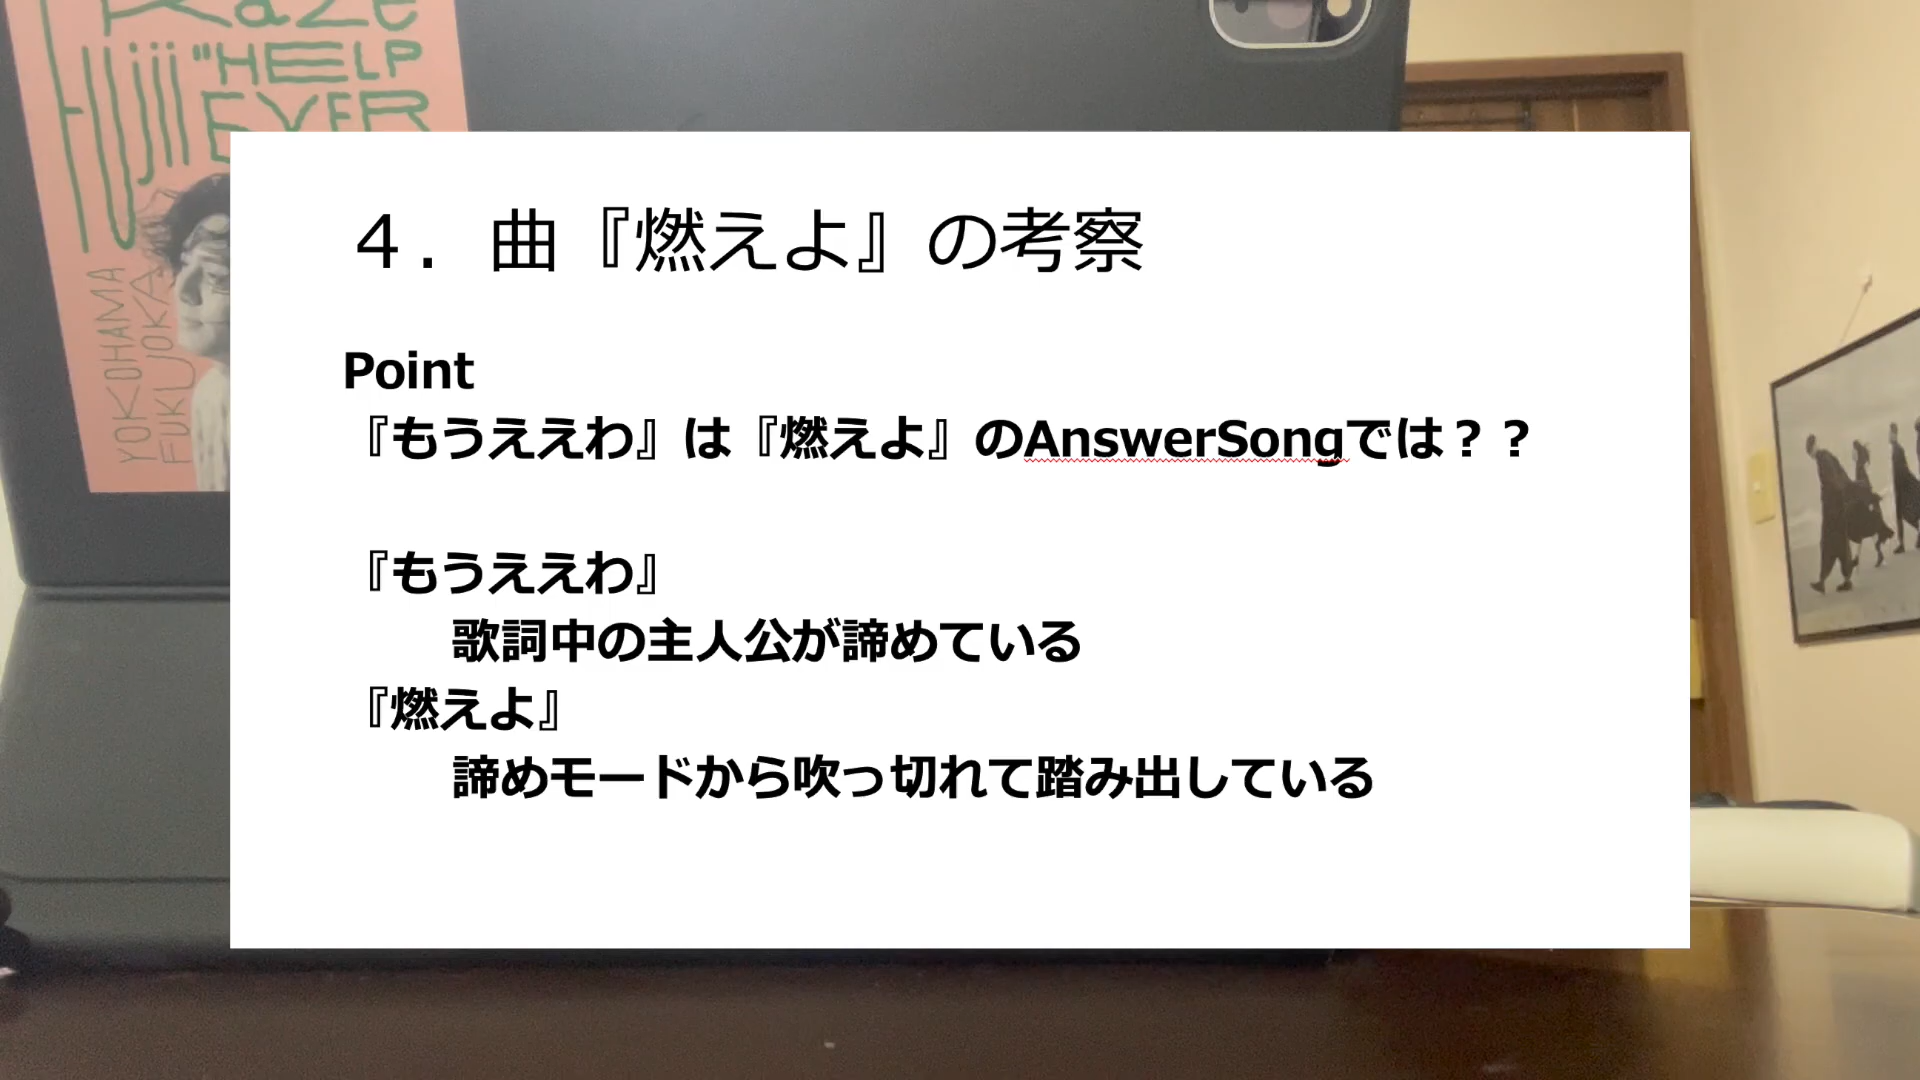 Kaze
Fujii "HELP
EVER
YOKOHAMA
FUKUOKA
４．曲『燃えよ』の考察
Point
『もうええわ』は『燃えよ』のAnswerSongでは？？
『もうええわ』
歌詞中の主人公が諦めている
『燃えよ』
諦めモードから吹っ切れて踏み出している